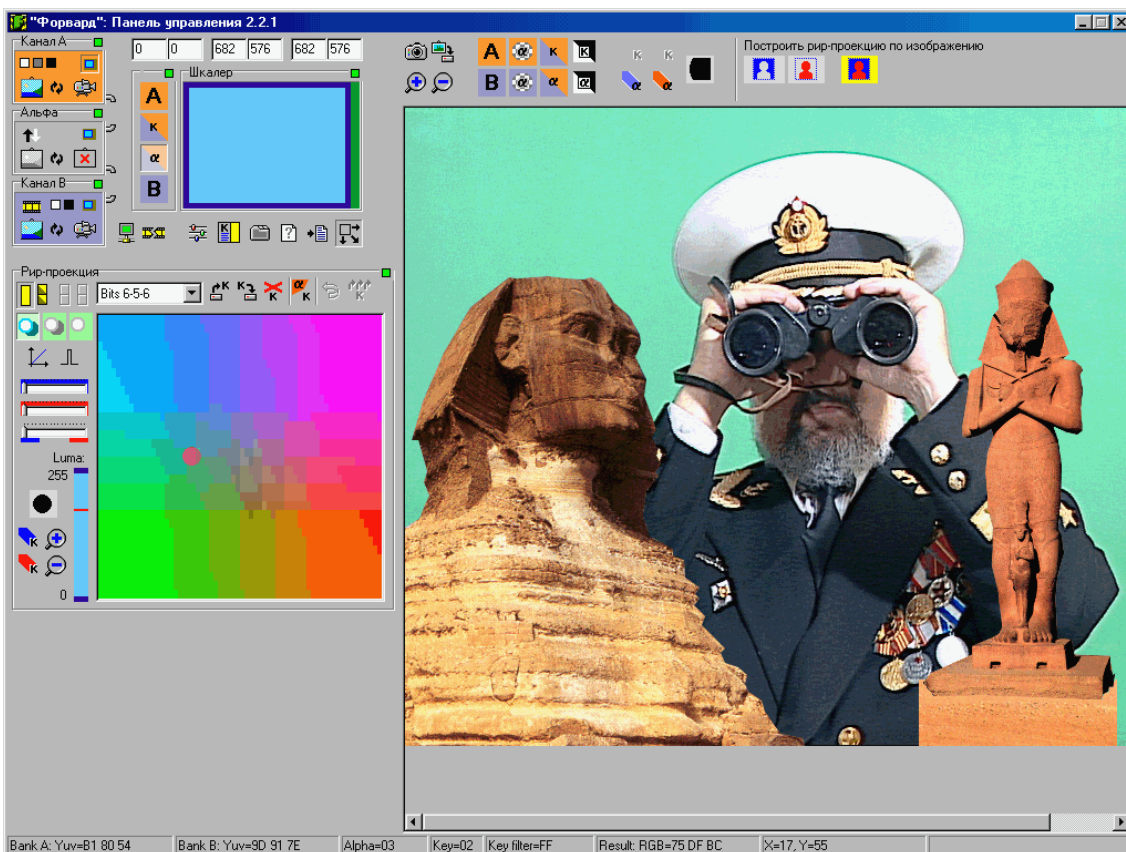 "Форвард": Панель управления 2.2.1
Канал A
0 0 682 576 682 576
Шкалер
A
K
α
B
Альфа
Канал B
A α K K
B α α α
K K
α α
Построить рир-проекцию по изображению
K
?
Рир-проекция
Bits 6-5-6
K K K α K K
Luma:
255
K
K
0
Bank A: Yuv=B1 80 54
Bank B: Yuv=9D 91 7E
Alpha=03
Key=02
Key filter=FF
Result: RGB=75 DF BC
X=17, Y=55